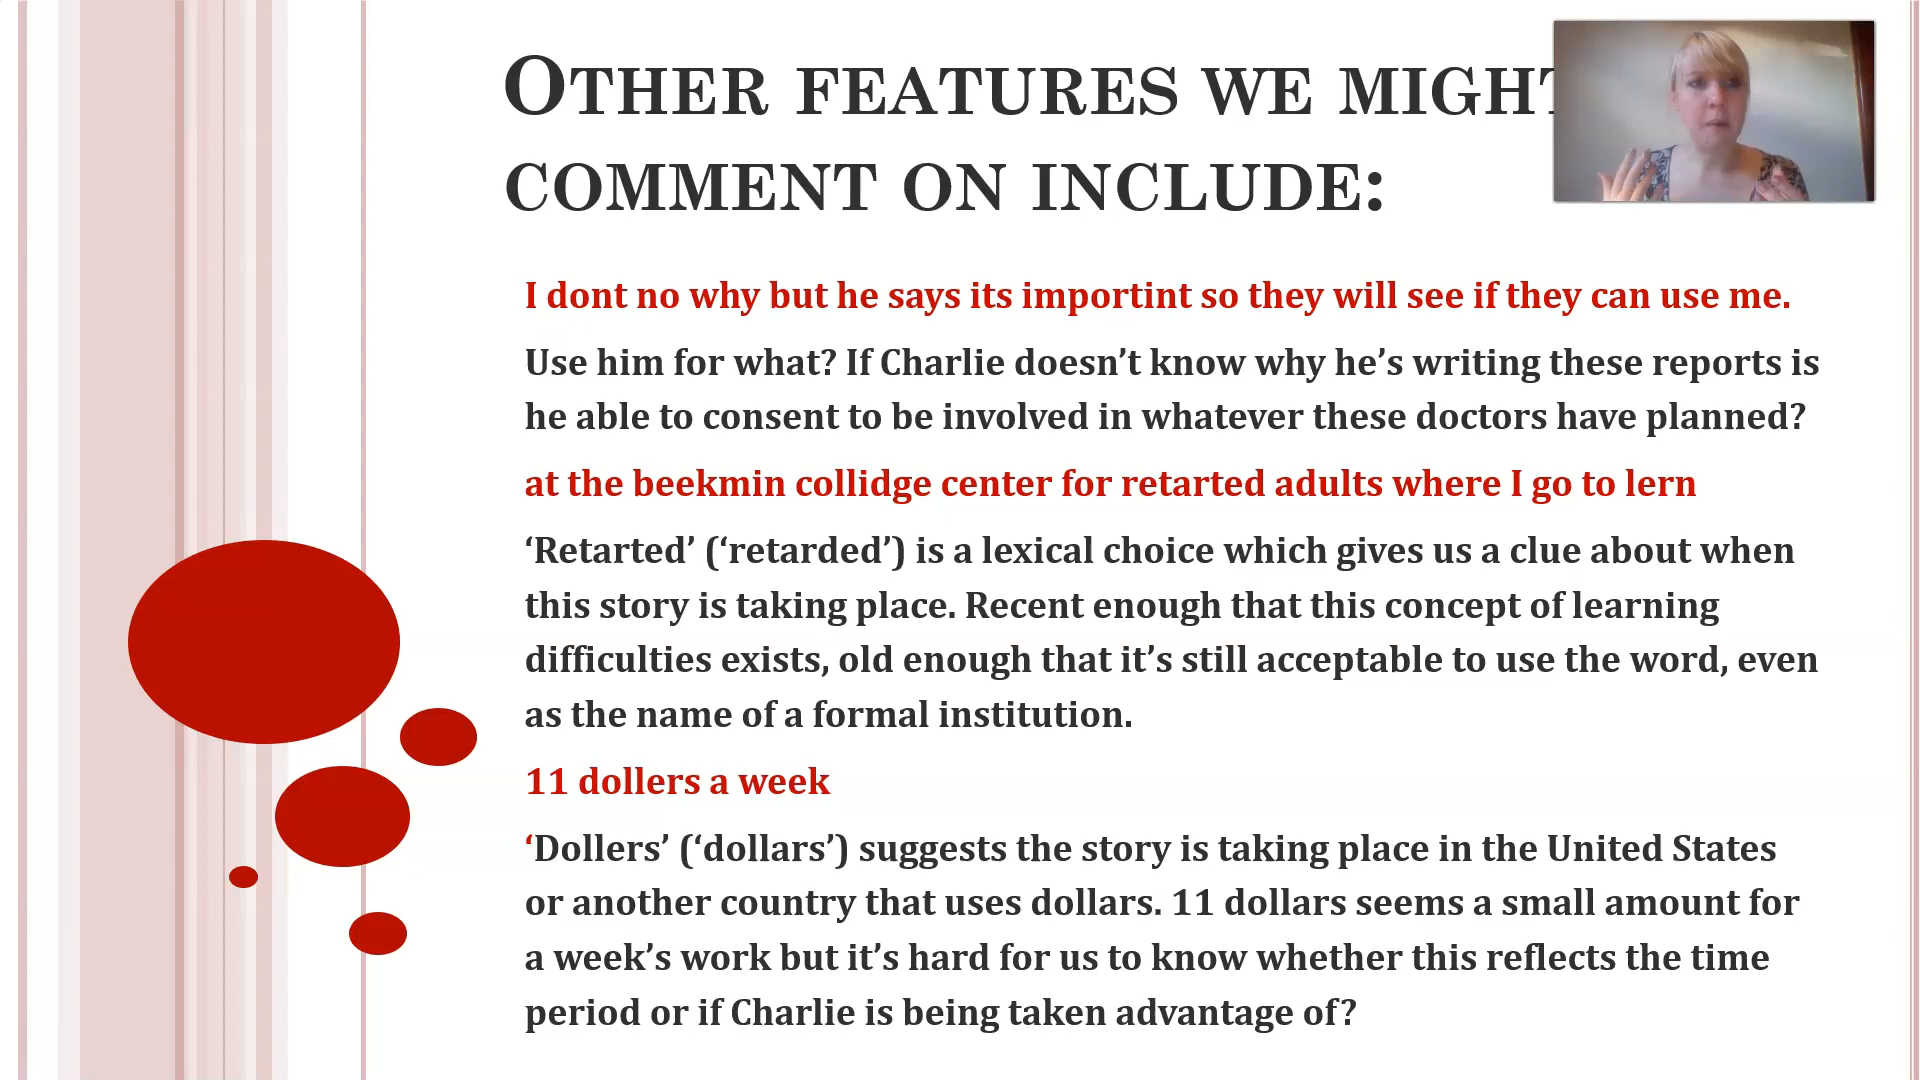 OTHER FEATURES WE MIGHT
COMMENT ON INCLUDE:
I dont no why but he says its importint so they will see if they can use me.
Use him for what? If Charlie doesn’t know why he’s writing these reports is
he able to consent to be involved in whatever these doctors have planned?
at the beekmin collidge center for retarted adults where I go to lern
‘Retarted’ (‘retarded’) is a lexical choice which gives us a clue about when
this story is taking place. Recent enough that this concept of learning
difficulties exists, old enough that it’s still acceptable to use the word, even
as the name of a formal institution.
11 dollers a week
‘Dollers’ (‘dollars’) suggests the story is taking place in the United States
or another country that uses dollars. 11 dollars seems a small amount for
a week’s work but it’s hard for us to know whether this reflects the time
period or if Charlie is being taken advantage of?